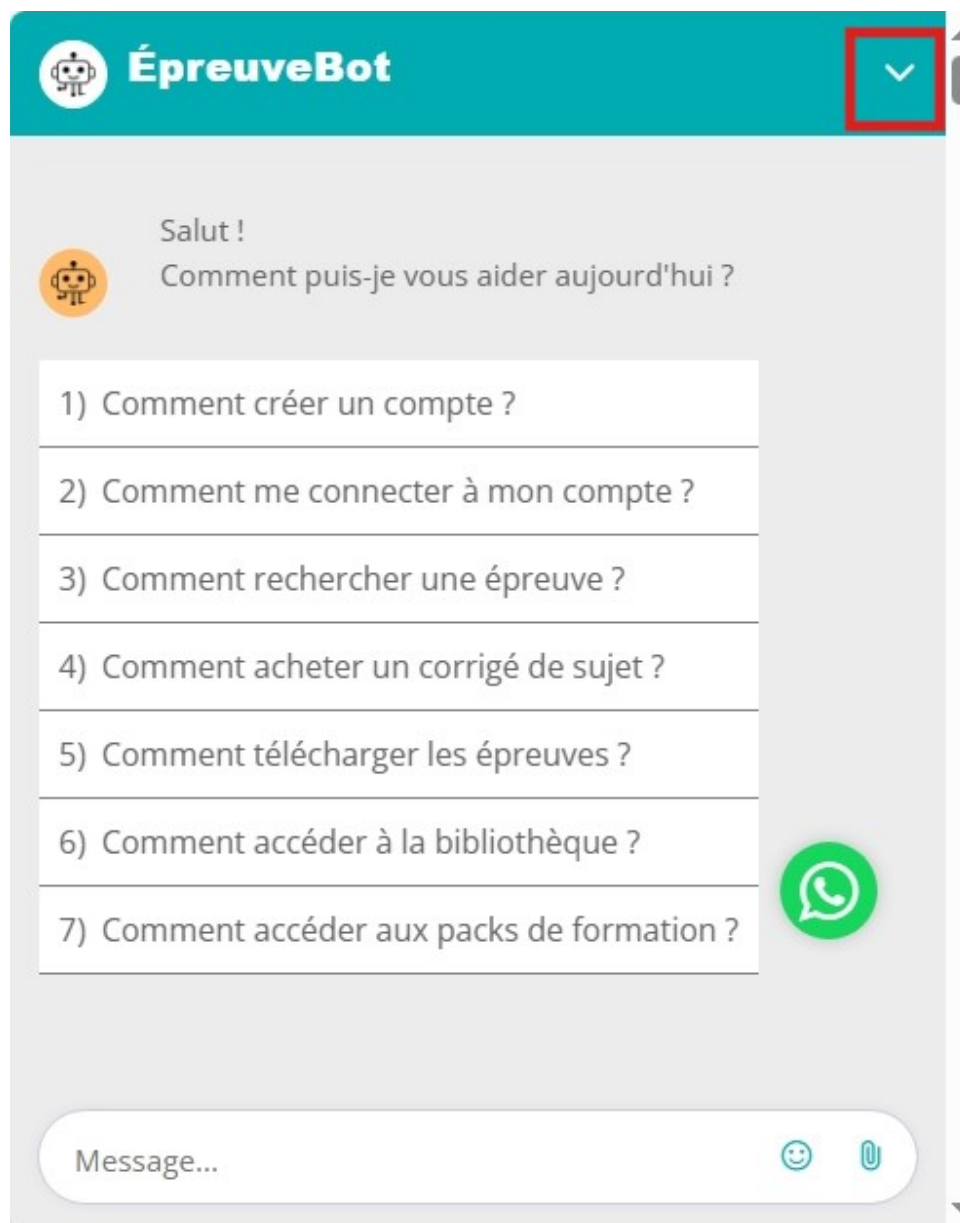 ÉpreuveBot
Salut !
Comment puis-je vous aider aujourd'hui ?
1) Comment créer un compte ?
2) Comment me connecter à mon compte ?
3) Comment rechercher une épreuve ?
4) Comment acheter un corrigé de sujet ?
5) Comment télécharger les épreuves ?
6) Comment accéder à la bibliothèque ?
7) Comment accéder aux packs de formation ?
Message...